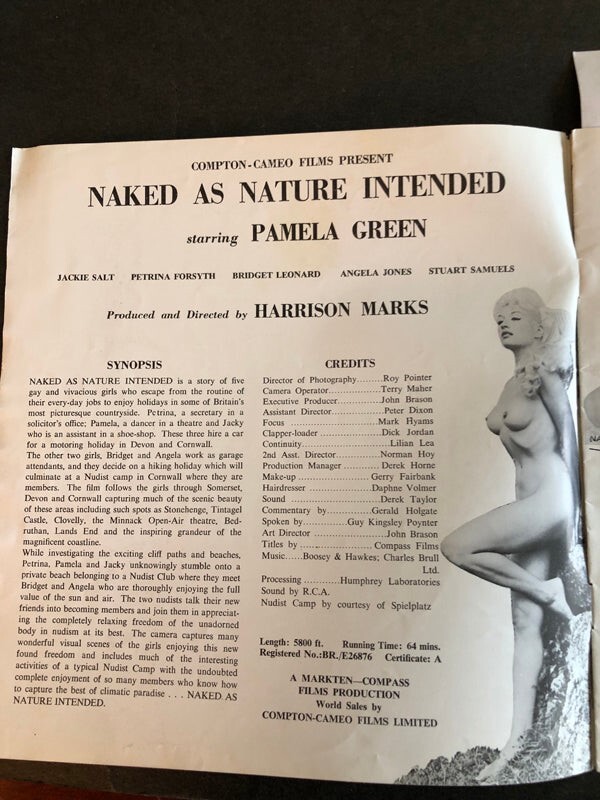 COMPTON-CAMEO FILMS PRESENT
NAKED AS NATURE INTENDED
starring PAMELA GREEN
JACKIE SALT PETRINA FORSYTH BRIDGET LEONARD ANGELA JONES STUART SAMUELS
Produced and Directed by HARRISON MARKS
SYNOPSIS
NAKED AS NATURE INTENDED is a story of five
gay and vivacious girls who escape from the routine of
their every-day jobs to enjoy holidays in some of Britain's
most picturesque countryside. Petrina, a secretary in a
solicitor's office; Pamela, a dancer in a theatre and Jacky
who is an assistant in a shoe-shop. These three hire a car
for a motoring holiday in Devon and Cornwall.
The other two girls, Bridget and Angela work as garage
attendants, and they decide on a hiking holiday which will
culminate at a Nudist camp in Cornwall where they are
members. The film follows the girls through Somerset,
Devon and Cornwall capturing much of the scenic beauty
of these areas including such spots as Stonehenge, Tintagel
Castle, Clovelly, the Minnack Open-Air theatre, Bed-
ruthan, Lands End and the inspiring grandeur of the
magnificent coastline.
While investigating the exciting cliff paths and beaches,
Petrina, Pamela and Jacky unknowingly stumble onto a
private beach belonging to a Nudist Club where they meet
Bridget and Angela who are thoroughly enjoying the full
value of the sun and air. The two nudists talk their new
friends into becoming members and join them in appreciat-
ing the completely relaxing freedom of the unadorned
body in nudism at its best. The camera captures many
wonderful visual scenes of the girls enjoying this new
found freedom and includes much of the interesting
activities of a typical Nudist Camp with the undoubted
complete enjoyment of so many members who know how
to capture the best of climatic paradise . . . NAKED AS
NATURE INTENDED.
CREDITS
Director of Photography.........Roy Pointer
Camera Operator....................Terry Maher
Executive Producer.............John Brason
Assistant Director................Peter Dixon
Focus ............................Mark Hyams
Clapper-loader ................Dick Jordan
Continuity.........................Lilian Lea
2nd Asst. Director............Norman Hoy
Production Manager ............ Derek Horne
Make-up ...................... Gerry Fairbank
Hairdresser ...................Daphne Volmer
Sound ...........................Derek Taylor
Commentary by............Gerald Holgate
Spoken by............Guy Kingsley Poynter
Art Director ...................John Brason
Titles by ................... Compass Films
Music.....Boosey & Hawkes; Charles Brull
Ltd.
Processing ...........Humphrey Laboratories
Sound by R.C.A.
Nudist Camp by courtesy of Spielplatz
Length: 5800 ft. Running Time: 64 mins.
Registered No.:BR./E26876 Certificate: A
A MARKTEN—COMPASS
FILMS PRODUCTION
World Sales by
COMPTON-CAMEO FILMS LIMITED